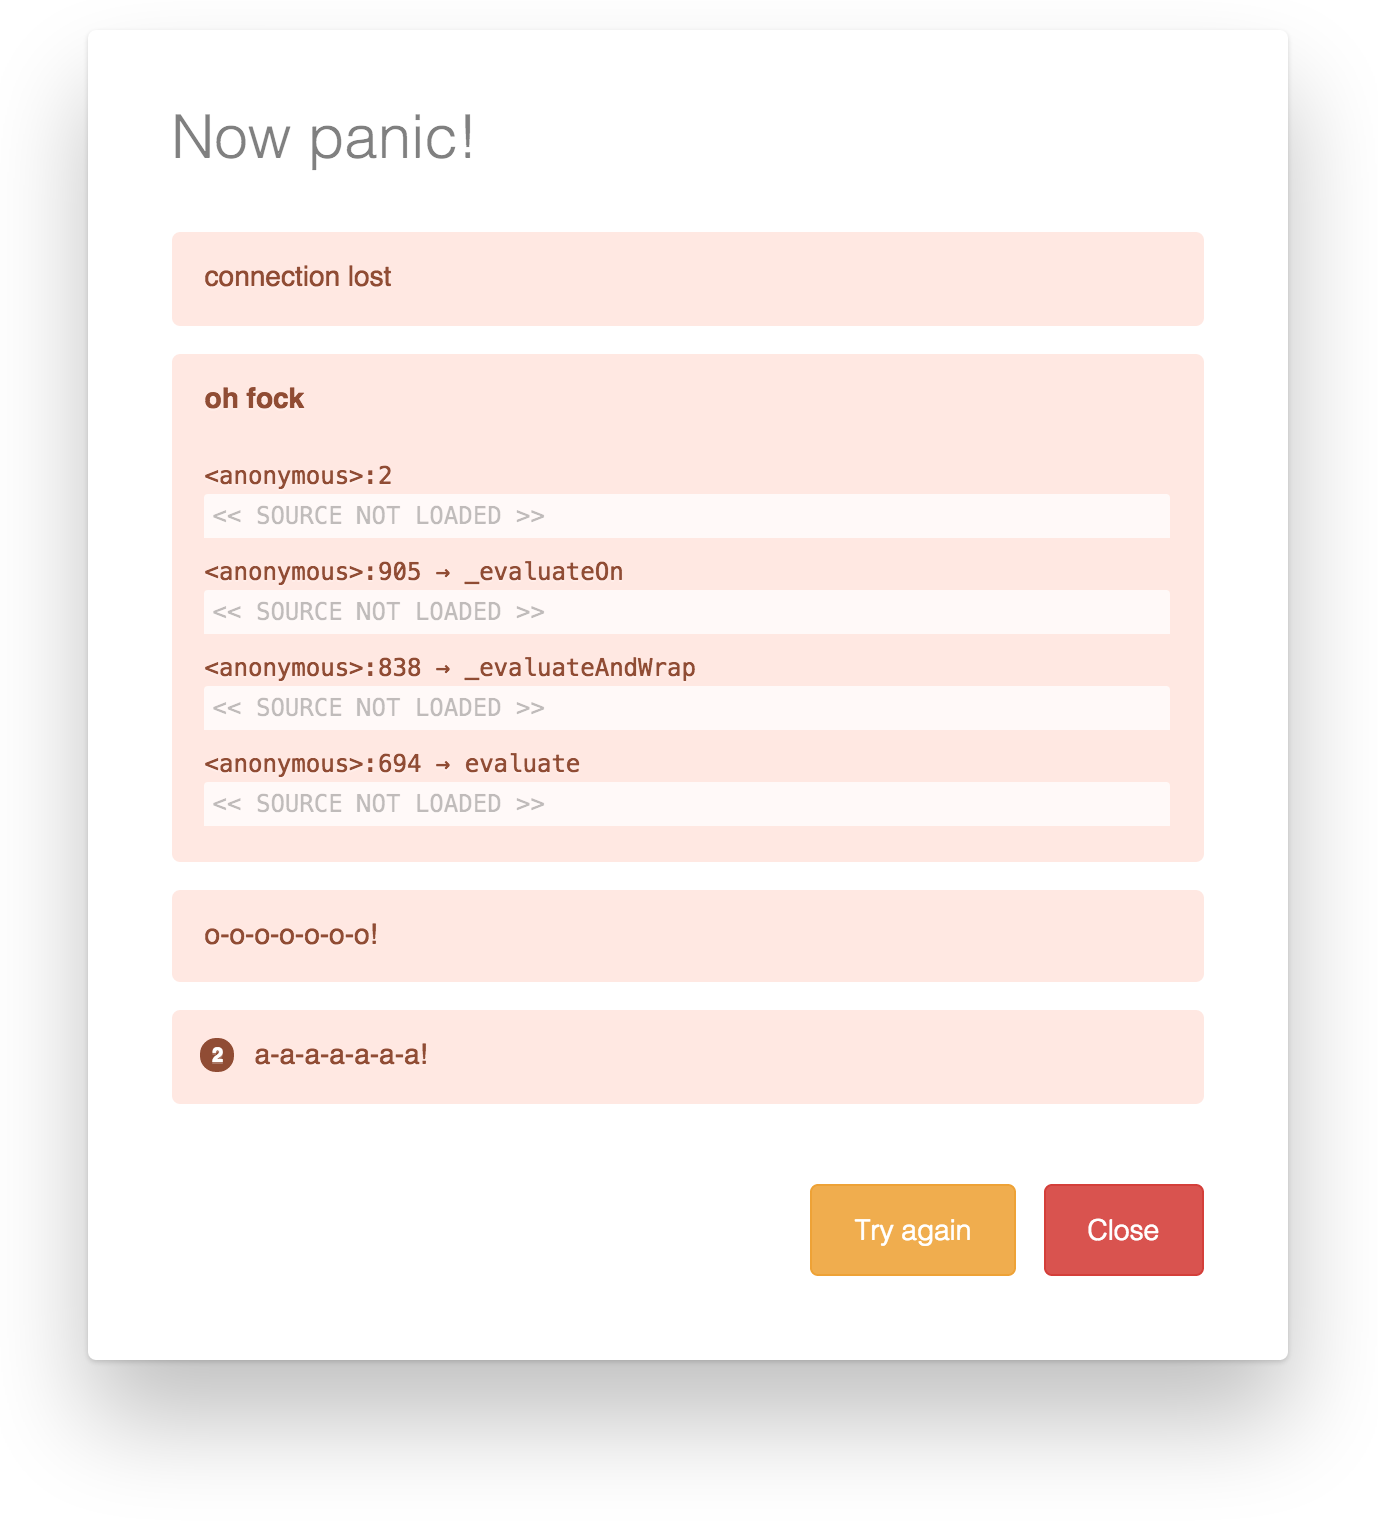 Now panic!
connection lost
oh fock
<anonymous>:2
<< SOURCE NOT LOADED >>
<anonymous>:905 → _evaluateOn
<< SOURCE NOT LOADED >>
<anonymous>:838 → _evaluateAndWrap
<< SOURCE NOT LOADED >>
<anonymous>:694 → evaluate
<< SOURCE NOT LOADED >>
o-o-o-o-o-o-o!
2 a-a-a-a-a-a-a!
Try again Close